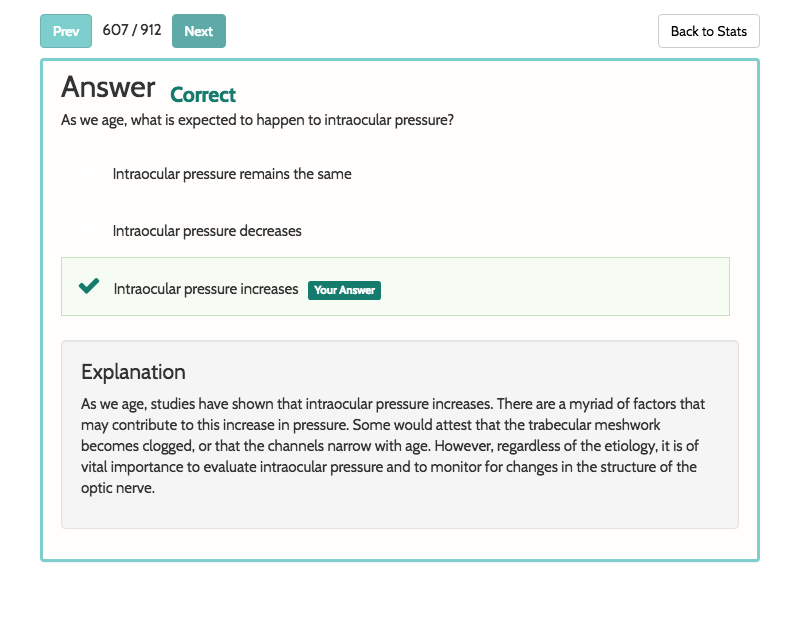 Prev 607 / 912 Next Back to Stats
Answer Correct
As we age, what is expected to happen to intraocular pressure?
Intraocular pressure remains the same
Intraocular pressure decreases
Intraocular pressure increases Your Answer
Explanation
As we age, studies have shown that intraocular pressure increases. There are a myriad of factors that
may contribute to this increase in pressure. Some would attest that the trabecular meshwork
becomes clogged, or that the channels narrow with age. However, regardless of the etiology, it is of
vital importance to evaluate intraocular pressure and to monitor for changes in the structure of the
optic nerve.